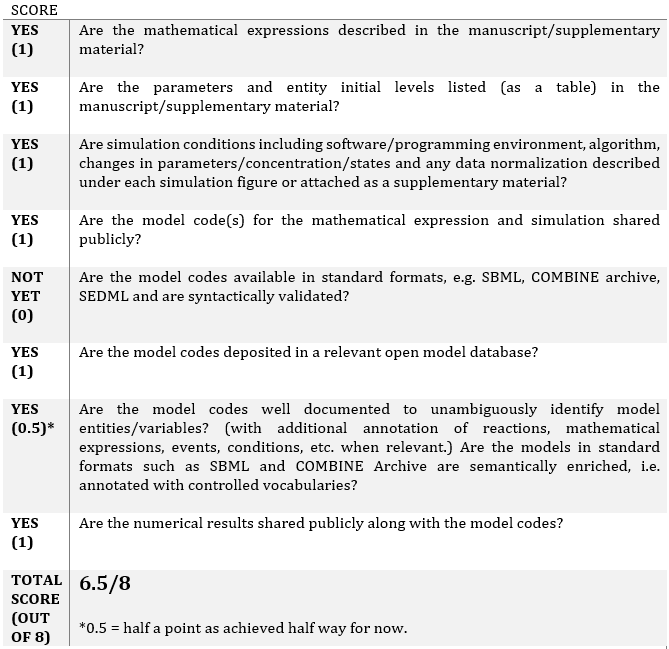 SCORE
YES Are the mathematical expressions described in the manuscript/supplementary
(1) material?
YES Are the parameters and entity initial levels listed (as a table) in the
(1) manuscript/supplementary material?
YES Are simulation conditions including software/programming environment, algorithm,
(1) changes in parameters/concentration/states and any data normalization described
under each simulation figure or attached as a supplementary material?
YES Are the model code(s) for the mathematical expression and simulation shared
(1) publicly?
NOT Are the model codes available in standard formats, e.g. SBML, COMBINE archive,
YET SEDML and are syntactically validated?
(0)
YES Are the model codes deposited in a relevant open model database?
(1)
YES Are the model codes well documented to unambiguously identify model
(0.5)* entities/variables? (with additional annotation of reactions, mathematical
expressions, events, conditions, etc. when relevant.) Are the models in standard
formats such as SBML and COMBINE Archive are semantically enriched, i.e.
annotated with controlled vocabularies?
YES Are the numerical results shared publicly along with the model codes?
(1)
TOTAL 6.5/8
SCORE
(OUT *0.5 = half a point as achieved half way for now.
OF 8)